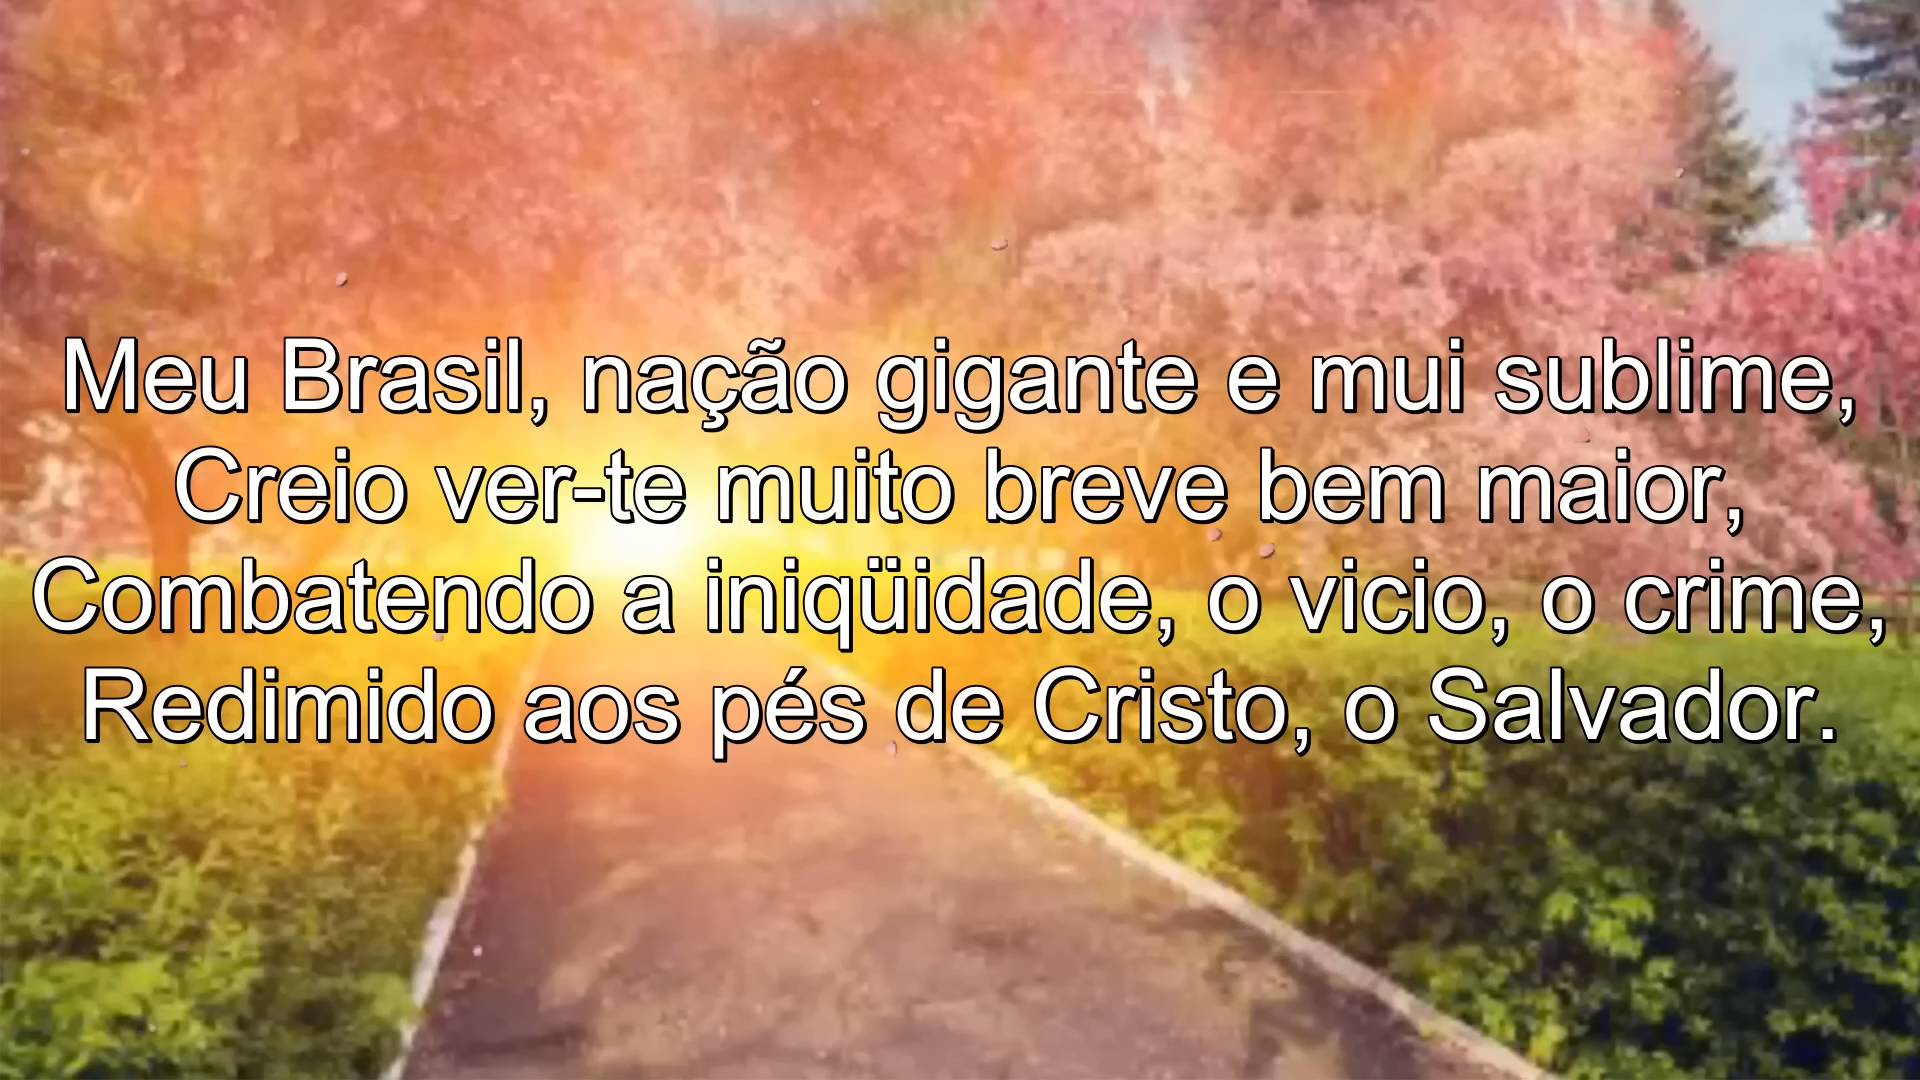 Meu Brasil, nação gigante e mui sublime,
Creio ver-te muito breve bem maior,
Combatendo a iniqüidade, o vicio, o crime,
Redimido aos pés de Cristo, o Salvador.